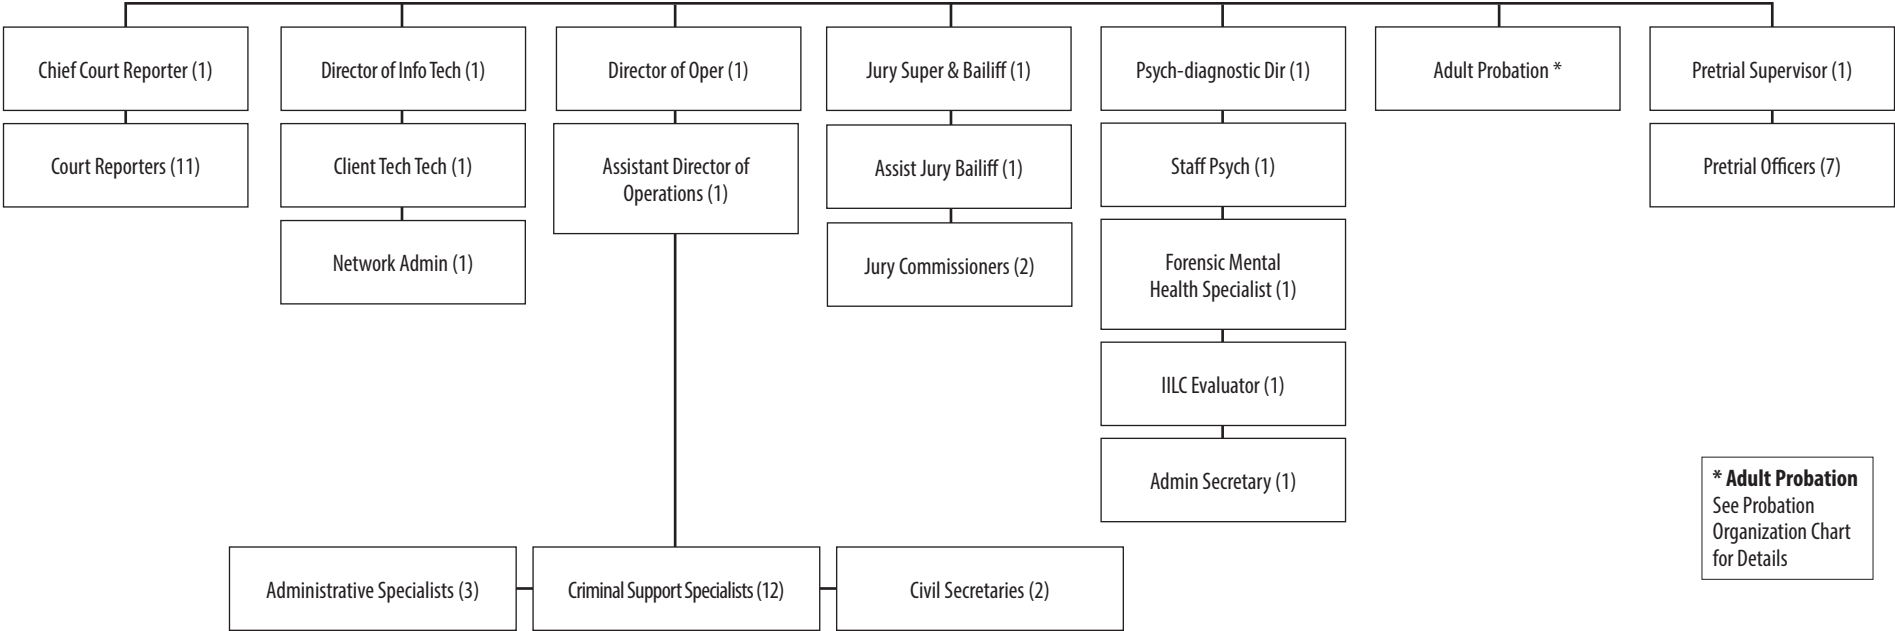 Chief Court Reporter (1)
Director of Info Tech (1)
Director of Oper (1)
Jury Super & Bailiff (1)
Psych-diagnostic Dir (1)
Adult Probation *
Pretrial Supervisor (1)
Court Reporters (11)
Client Tech Tech (1)
Assistant Director of
Operations (1)
Assist Jury Bailiff (1)
Staff Psych (1)
Pretrial Officers (7)
Network Admin (1)
Jury Commissioners (2)
Forensic Mental
Health Specialist (1)
IILC Evaluator (1)
Admin Secretary (1)
* Adult Probation
See Probation
Organization Chart
for Details
Administrative Specialists (3)
Criminal Support Specialists (12)
Civil Secretaries (2)